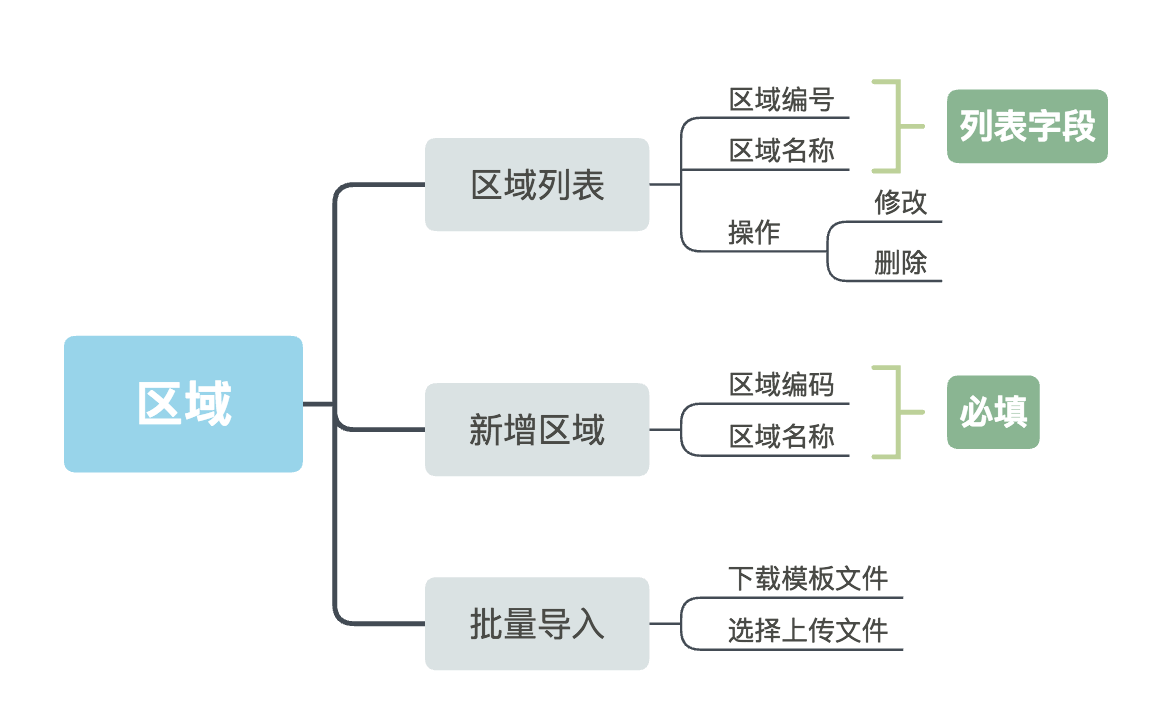 区域
区域列表
区域编号
区域名称
列表字段
操作
修改
删除
新增区域
区域编码
区域名称
必填
批量导入
下载模板文件
选择上传文件